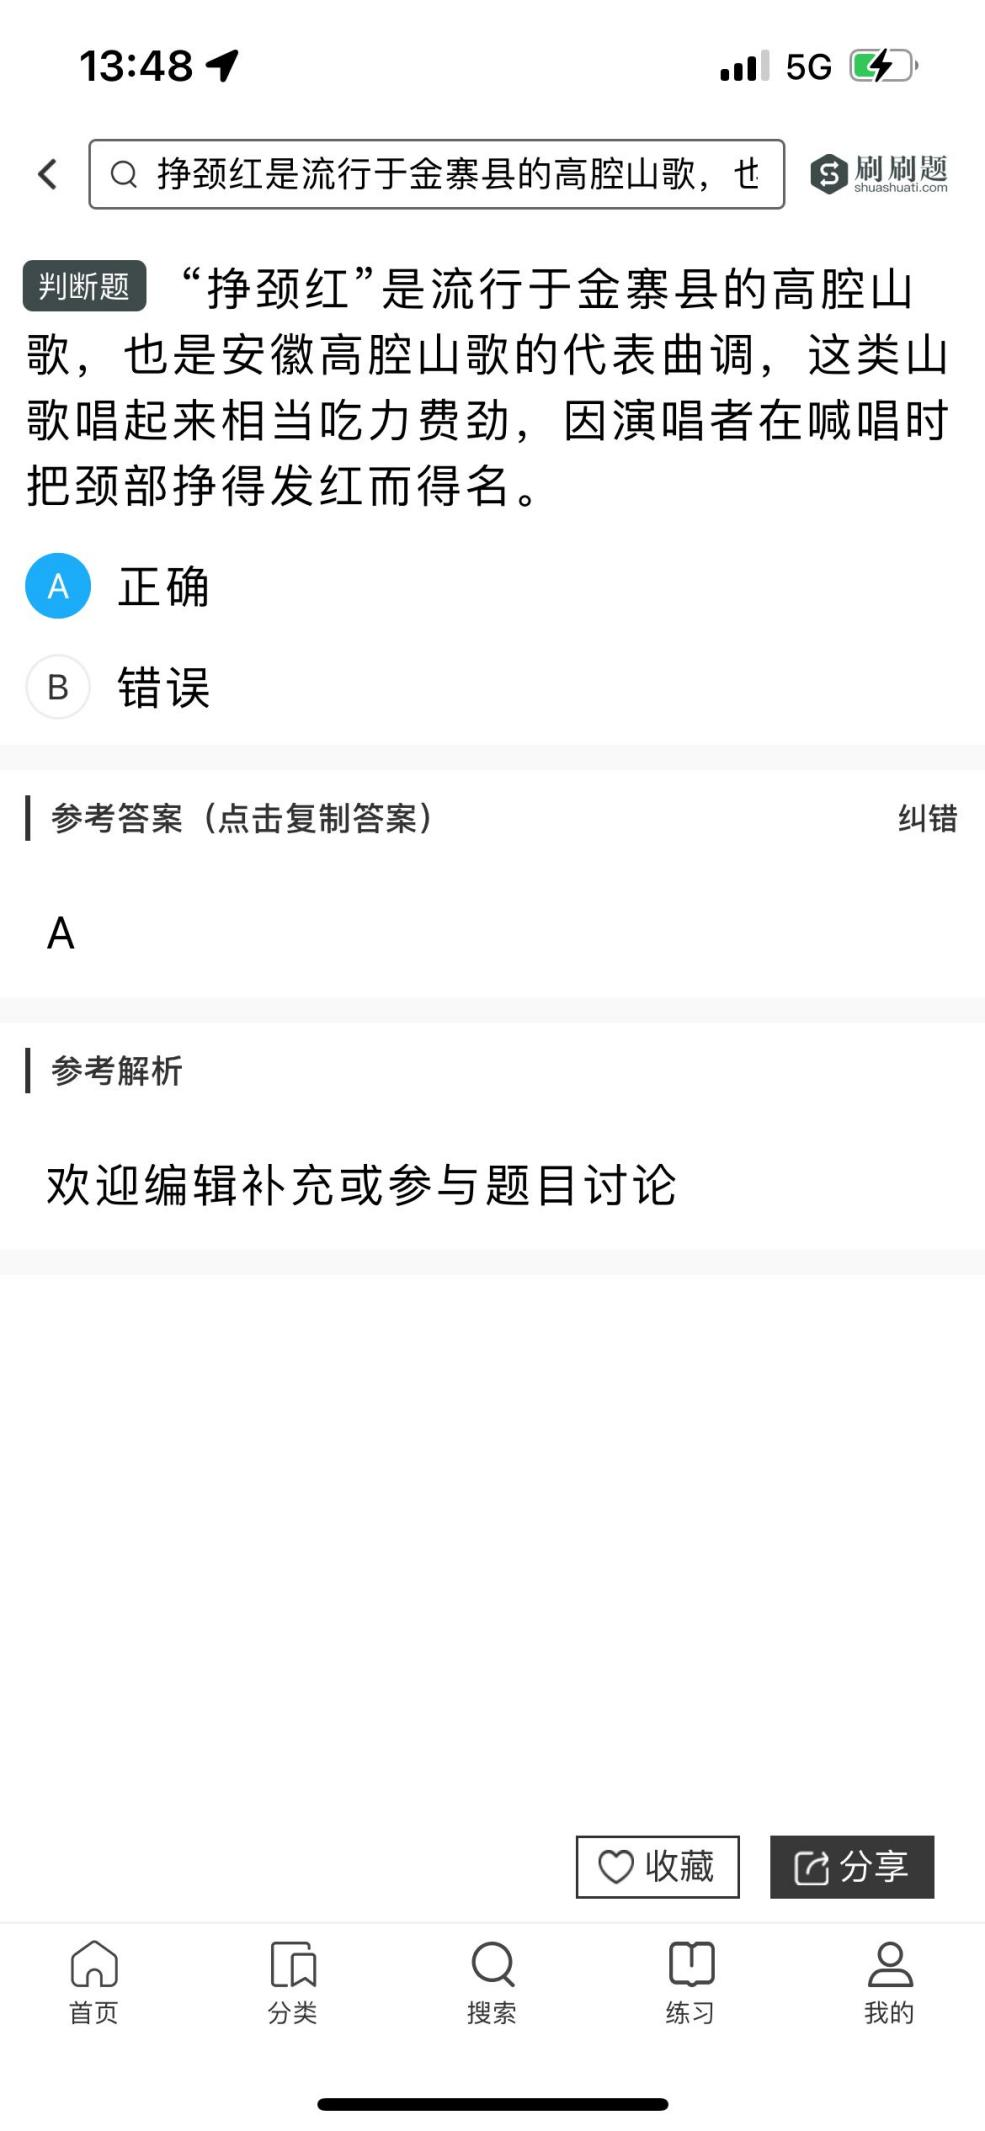 13:48
5G
挣颈红是流行于金寨县的高腔山歌，也
刷刷题
shuashuati.com
判断题 “挣颈红”是流行于金寨县的高腔山
歌，也是安徽高腔山歌的代表曲调，这类山
歌唱起来相当吃力费劲，因演唱者在喊唱时
把颈部挣得发红而得名。
A 正确
B 错误
参考答案（点击复制答案） 纠错
A
参考解析
欢迎编辑补充或参与题目讨论
收藏 分享
首页 分类 搜索 练习 我的